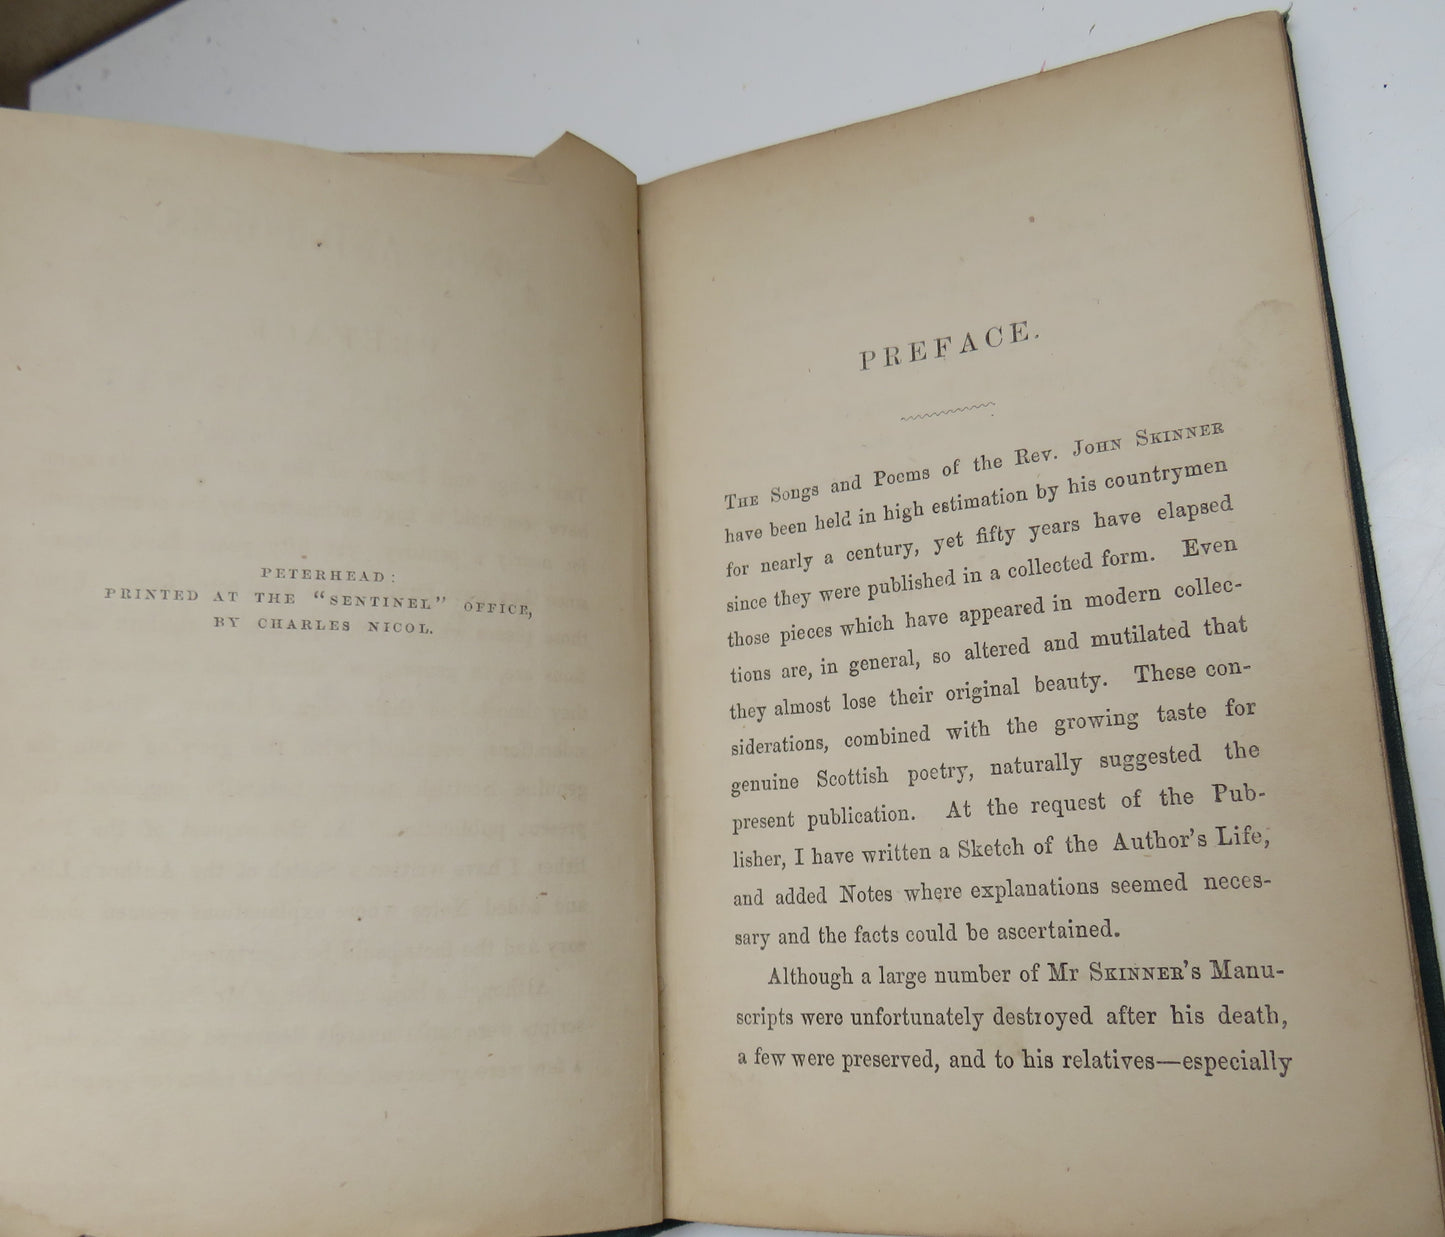 PETERHEAD:
PRINTED AT THE "SENTINEL" OFFICE,
BY CHARLES NICOL.
PREFACE.
THE Songs and Poems of the Rev. JOHN SKINNER
have been held in high estimation by his countrymen
for nearly a century, yet fifty years have elapsed
since they were published in a collected form. Even
those pieces which have appeared in modern collec-
tions are, in general, so altered and mutilated that
they almost lose their original beauty. These con-
siderations, combined with the growing taste for
genuine Scottish poetry, naturally suggested the
present publication. At the request of the Pub-
lisher, I have written a Sketch of the Author's Life,
and added Notes where explanations seemed neces-
sary and the facts could be ascertained.
Although a large number of Mr SKINNER's Manu-
scripts were unfortunately destroyed after his death,
a few were preserved, and to his relatives—especially